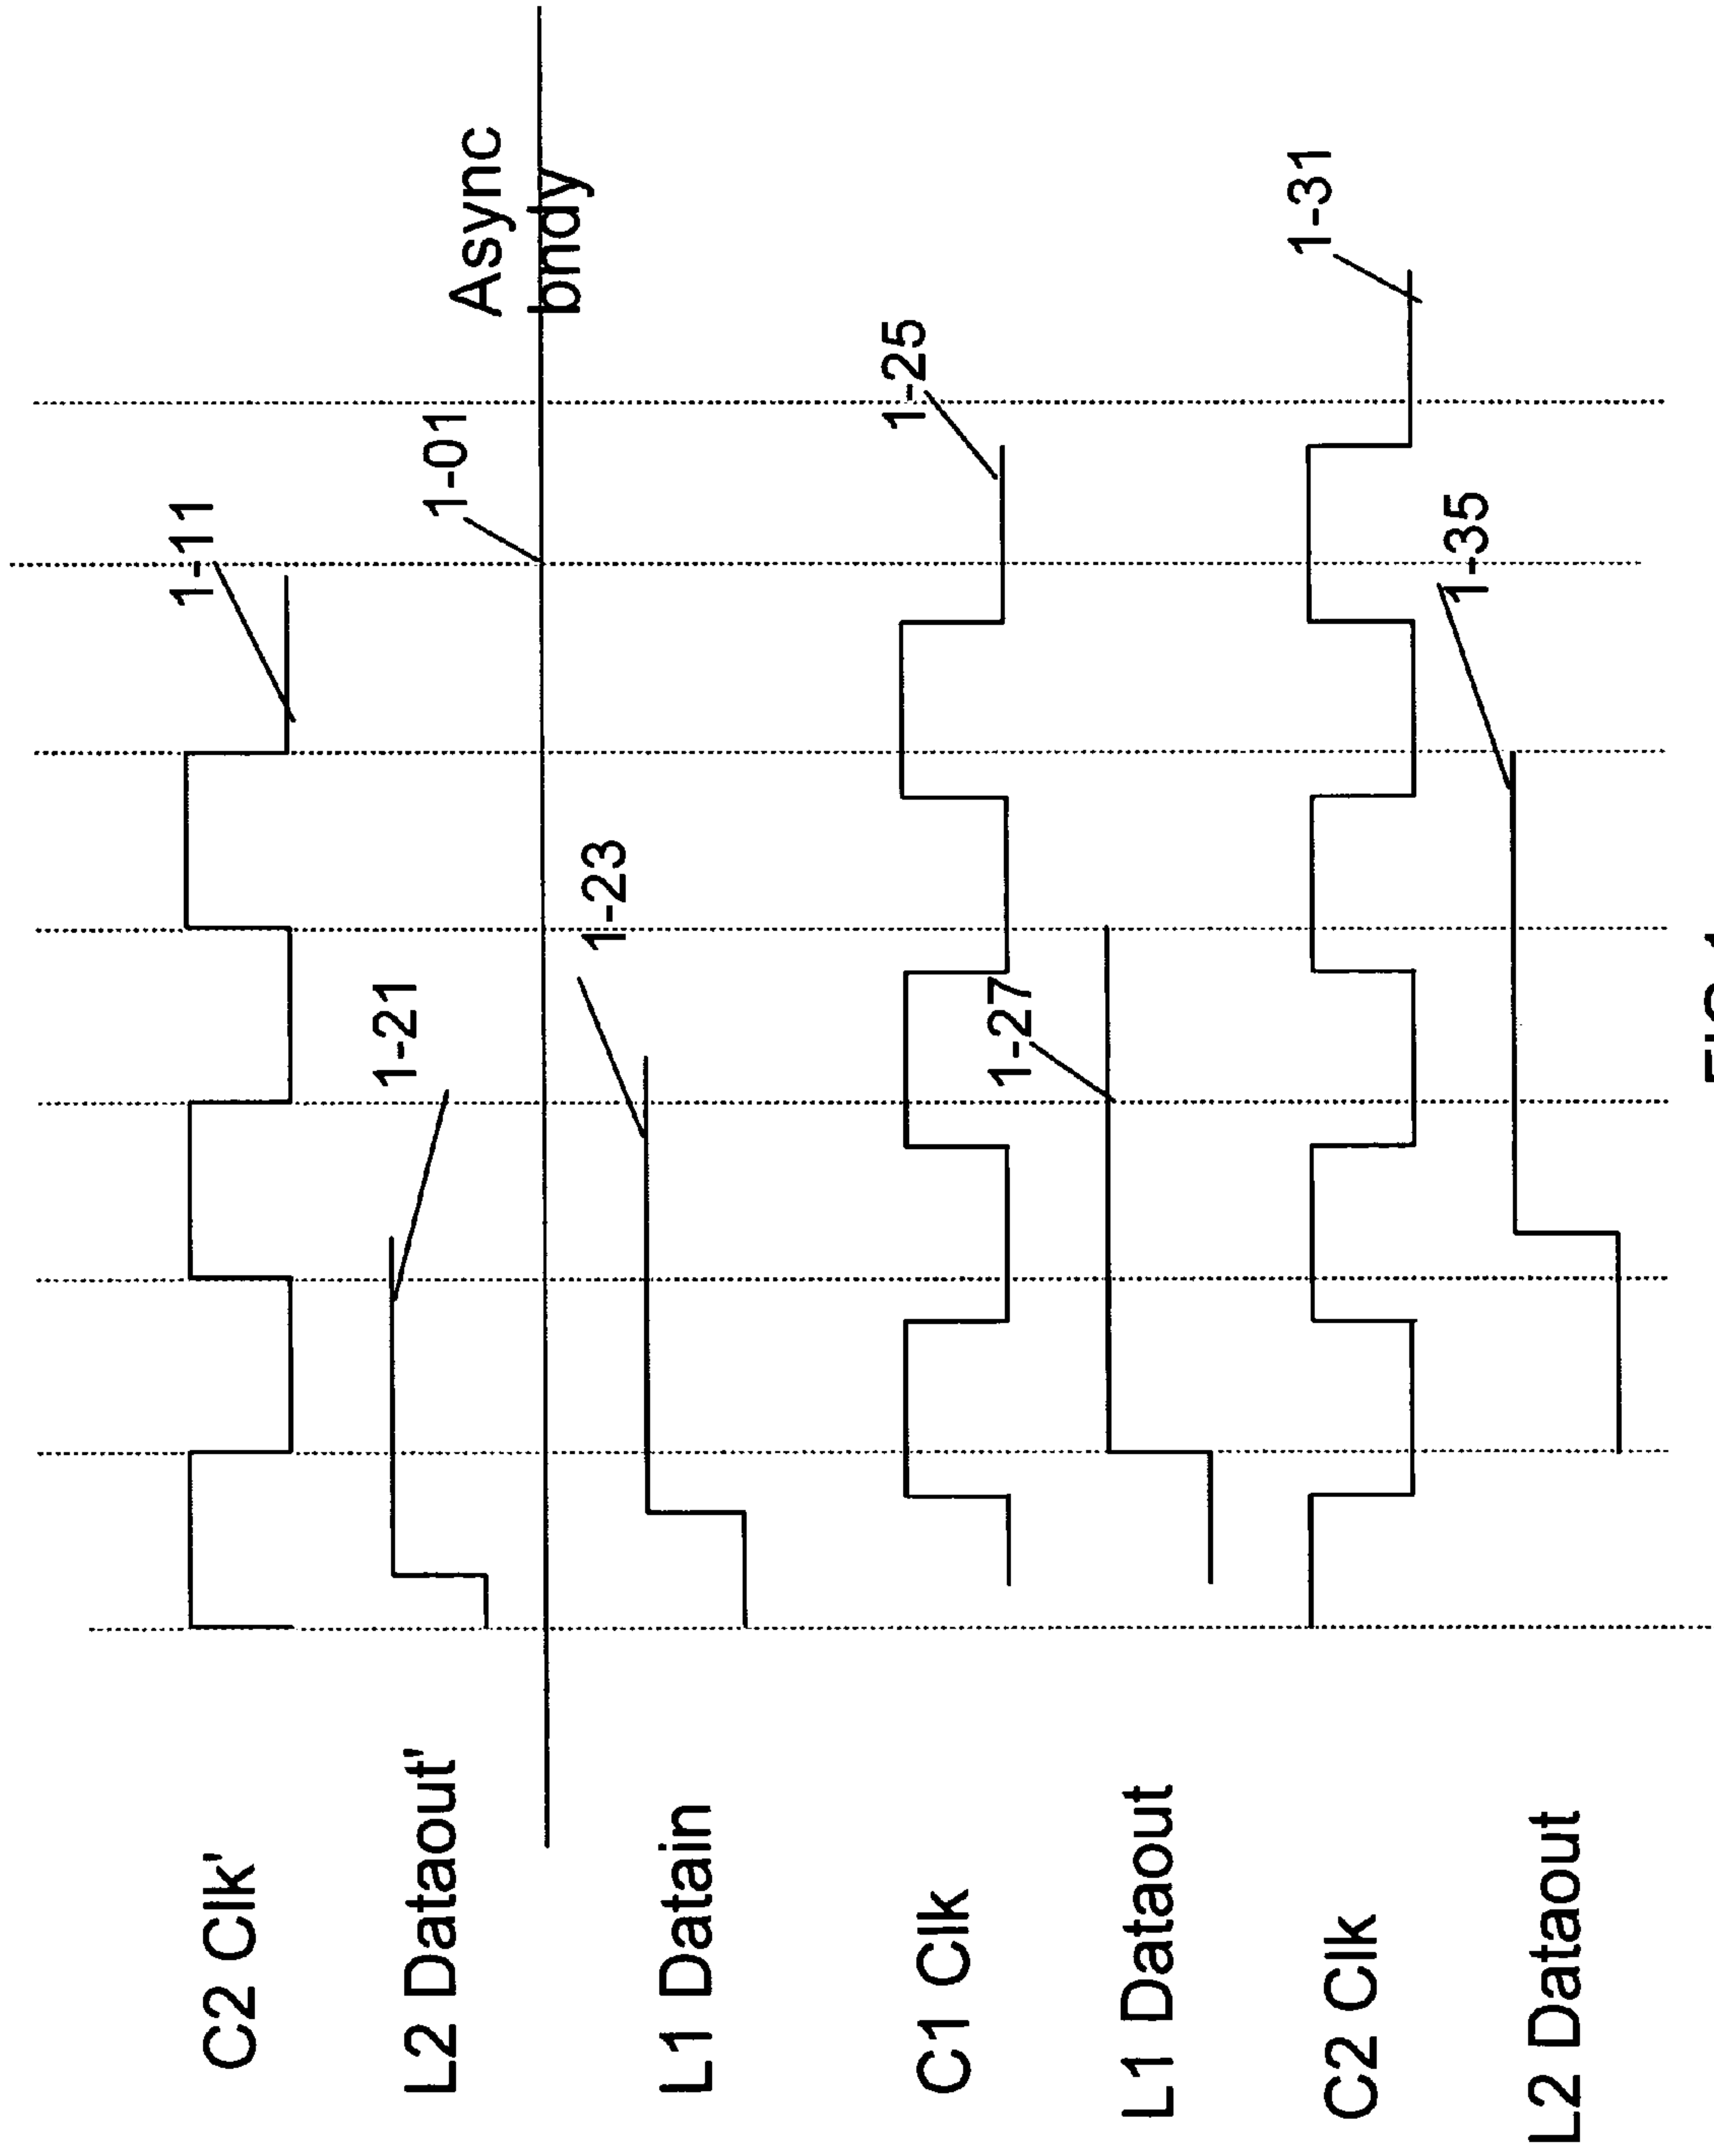 C2 Clk'
1-11
L2 Dataout'
1-21
1-01
Async
bndy
L1 Datain
1-23
C1 Clk
1-25
L1 Dataout
1-27
C2 Clk
1-31
L2 Dataout
1-35